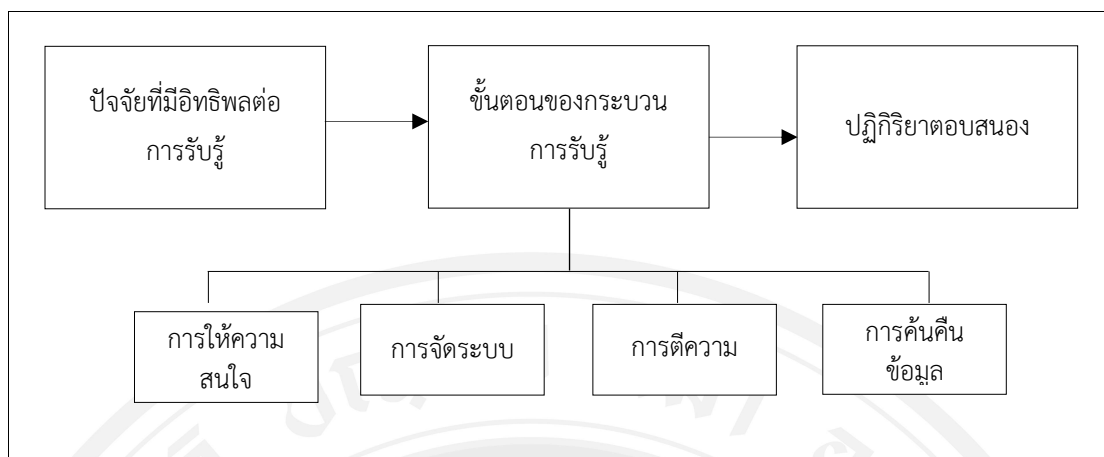 ปัจจัยที่มีอิทธิพลต่อ
การรับรู้
ขั้นตอนของกระบวน
การรับรู้
ปฏิกิริยาตอบสนอง
การให้ความ
สนใจ
การจัดระบบ
การตีความ
การค้นคืน
ข้อมูล